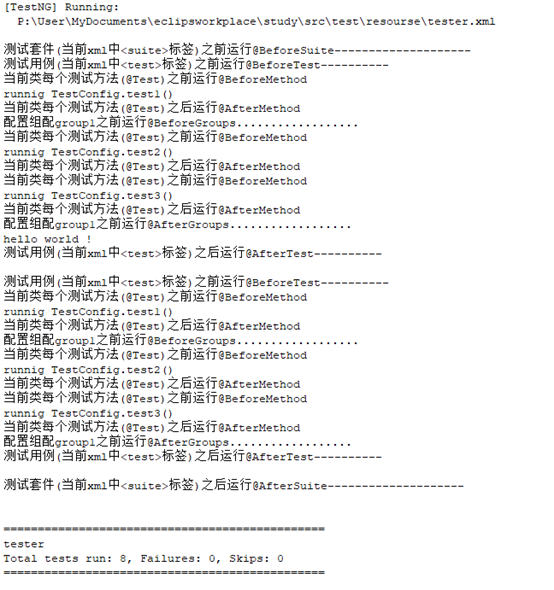 [TestNG] Running:
P:\User\MyDocuments\eclipsworkplace\study\src\test\resourse\tester.xml
测试套件(当前xml中<suite>标签)之前运行@BeforeSuite--------------------
测试用例(当前xml中<test>标签)之前运行@BeforeTest----------
当前类每个测试方法(@Test)之前运行@BeforeMethod
runnig TestConfig.test1()
当前类每个测试方法(@Test)之后运行@AfterMethod
配置组配group1之前运行@BeforeGroups..................
当前类每个测试方法(@Test)之前运行@BeforeMethod
runnig TestConfig.test2()
当前类每个测试方法(@Test)之后运行@AfterMethod
当前类每个测试方法(@Test)之前运行@BeforeMethod
runnig TestConfig.test3()
当前类每个测试方法(@Test)之后运行@AfterMethod
配置组配group1之前运行@AfterGroups..................
hello world !
测试用例(当前xml中<test>标签)之后运行@AfterTest----------
测试用例(当前xml中<test>标签)之前运行@BeforeTest----------
当前类每个测试方法(@Test)之前运行@BeforeMethod
runnig TestConfig.test1()
当前类每个测试方法(@Test)之后运行@AfterMethod
配置组配group1之前运行@BeforeGroups..................
当前类每个测试方法(@Test)之前运行@BeforeMethod
runnig TestConfig.test2()
当前类每个测试方法(@Test)之后运行@AfterMethod
当前类每个测试方法(@Test)之前运行@BeforeMethod
runnig TestConfig.test3()
当前类每个测试方法(@Test)之后运行@AfterMethod
配置组配group1之前运行@AfterGroups..................
测试用例(当前xml中<test>标签)之后运行@AfterTest----------
测试套件(当前xml中<suite>标签)之后运行@AfterSuite--------------------
===============================================
tester
Total tests run: 8, Failures: 0, Skips: 0
===============================================